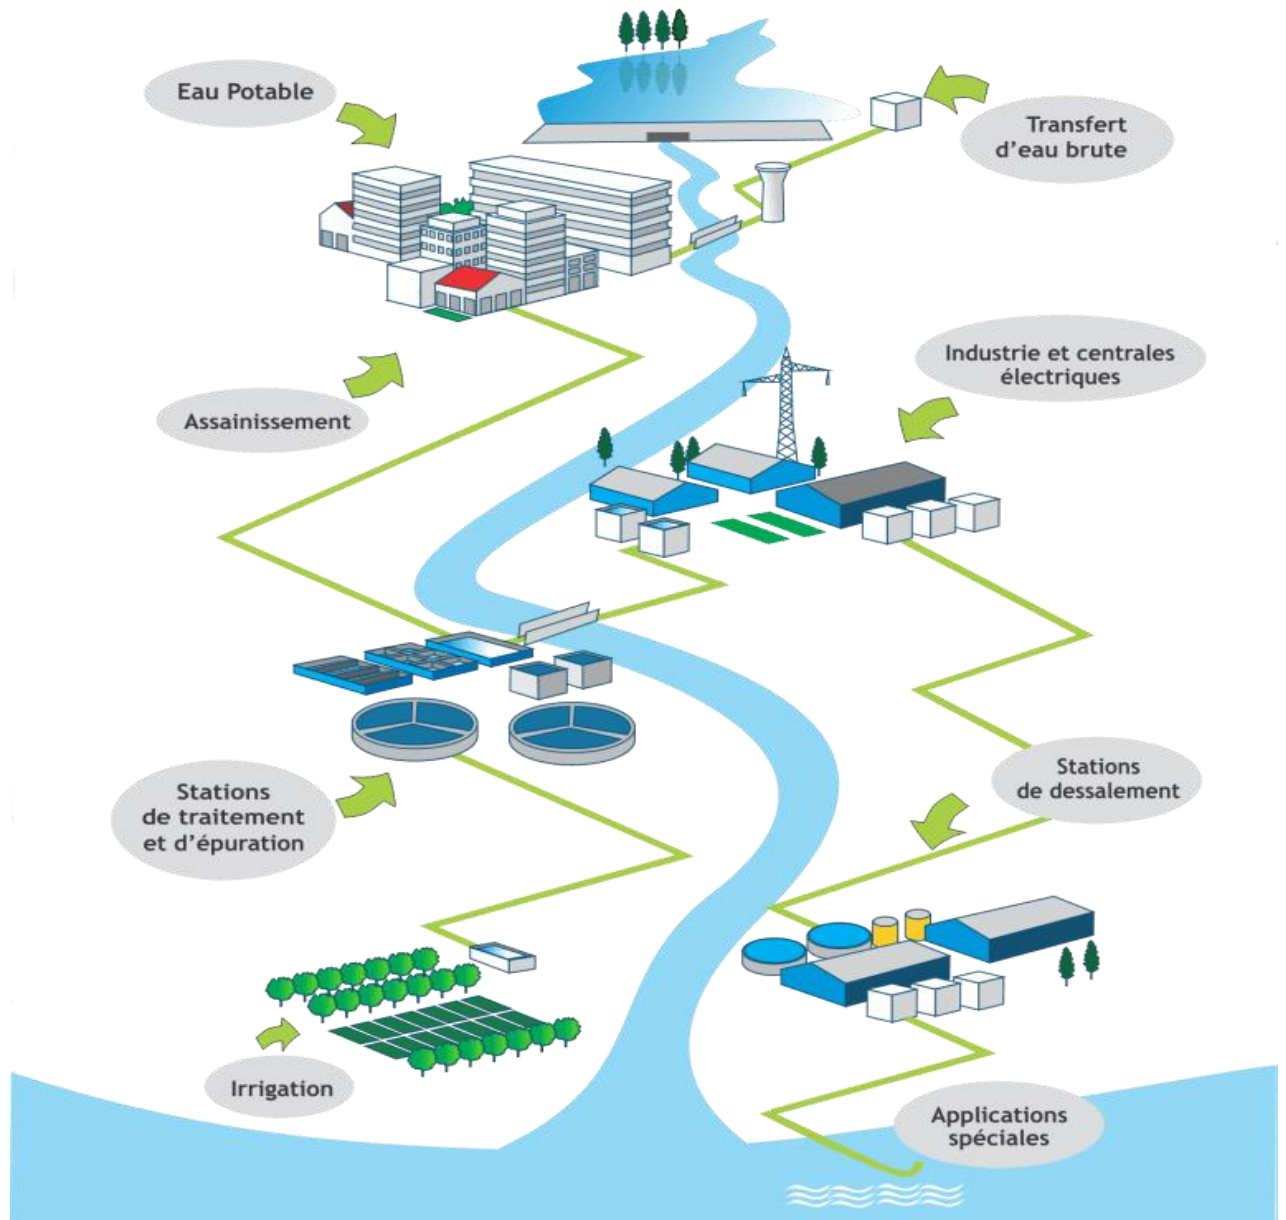 Eau Potable
Transfert
d'eau brute
Industrie et centrales
électriques
Assainissement
Stations
de dessalement
Stations
de traitement
et d'épuration
Irrigation
Applications
spéciales